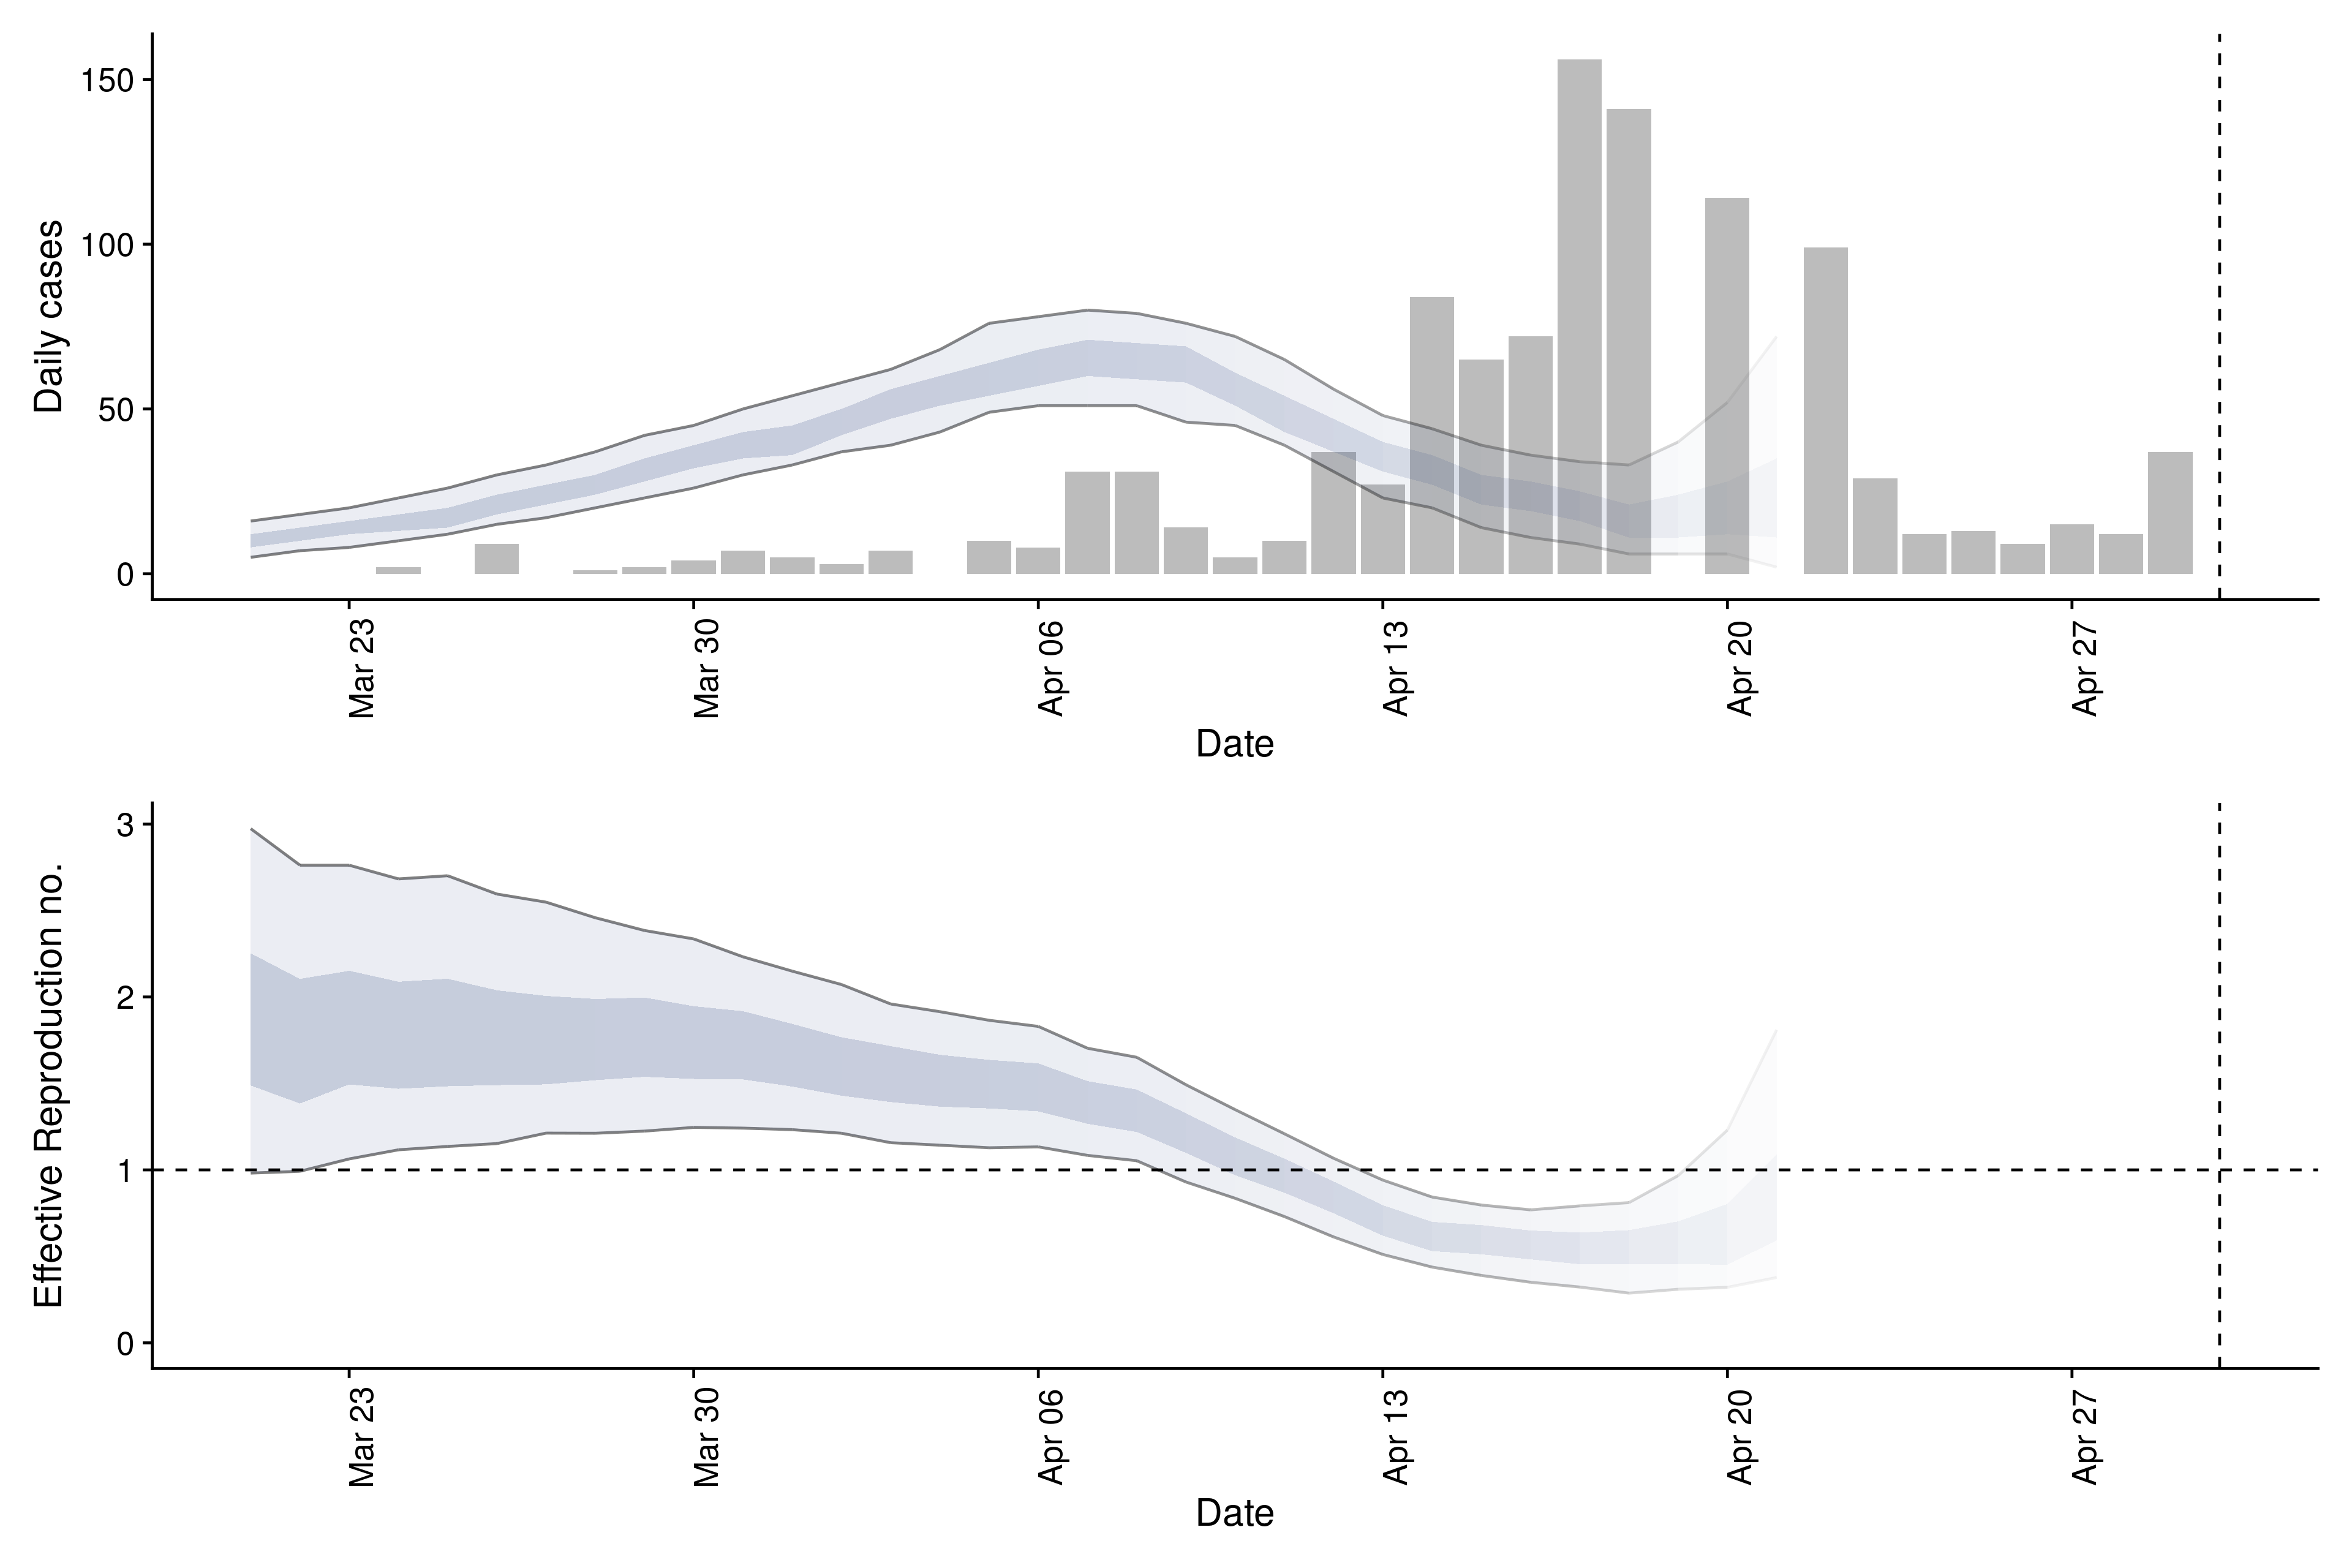 Daily cases
150
100
50
0
Mar 23
Mar 30
Apr 06
Apr 13
Apr 20
Apr 27
Date
Effective Reproduction no.
3
2
1
0
Mar 23
Mar 30
Apr 06
Apr 13
Apr 20
Apr 27
Date